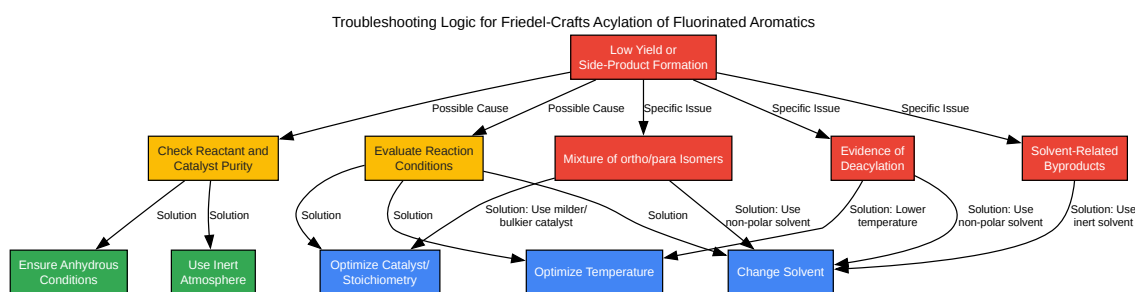 Troubleshooting Logic for Friedel-Crafts Acylation of Fluorinated Aromatics
Low Yield or
Side-Product Formation
Possible Cause
Possible Cause
Specific Issue
Specific Issue
Specific Issue
Check Reactant and
Catalyst Purity
Evaluate Reaction
Conditions
Mixture of ortho/para Isomers
Evidence of
Deacylation
Solvent-Related
Byproducts
Solution
Solution
Solution
Solution
Solution: Use milder/
bulkier catalyst
Solution
Solution: Use
non-polar solvent
Solution: Lower
temperature
Solution: Use
non-polar solvent
Solution: Use
inert solvent
Ensure Anhydrous
Conditions
Use Inert
Atmosphere
Optimize Catalyst/
Stoichiometry
Optimize Temperature
Change Solvent